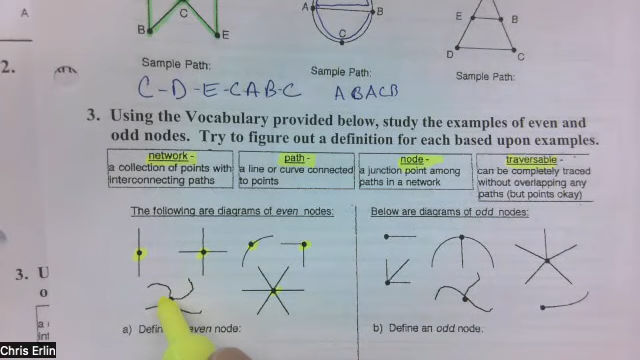 A
C
B
E
A
B
C
E
B
D
C
2.
Sample Path:
Sample Path:
Sample Path:
C-D-E-CAB-C
ABACB
3. Using the Vocabulary provided below, study the examples of even and
odd nodes. Try to figure out a definition for each based upon examples.
network -
a collection of points with
interconnecting paths
path -
a line or curve connected
to points
node -
a junction point among
paths in a network
traversable -
can be completely traced
without overlapping any
paths (but points okay)
The following are diagrams of even nodes:
Below are diagrams of odd nodes:
3. U
o
a) Defin even node:
b) Define an odd node:
Chris Erlin